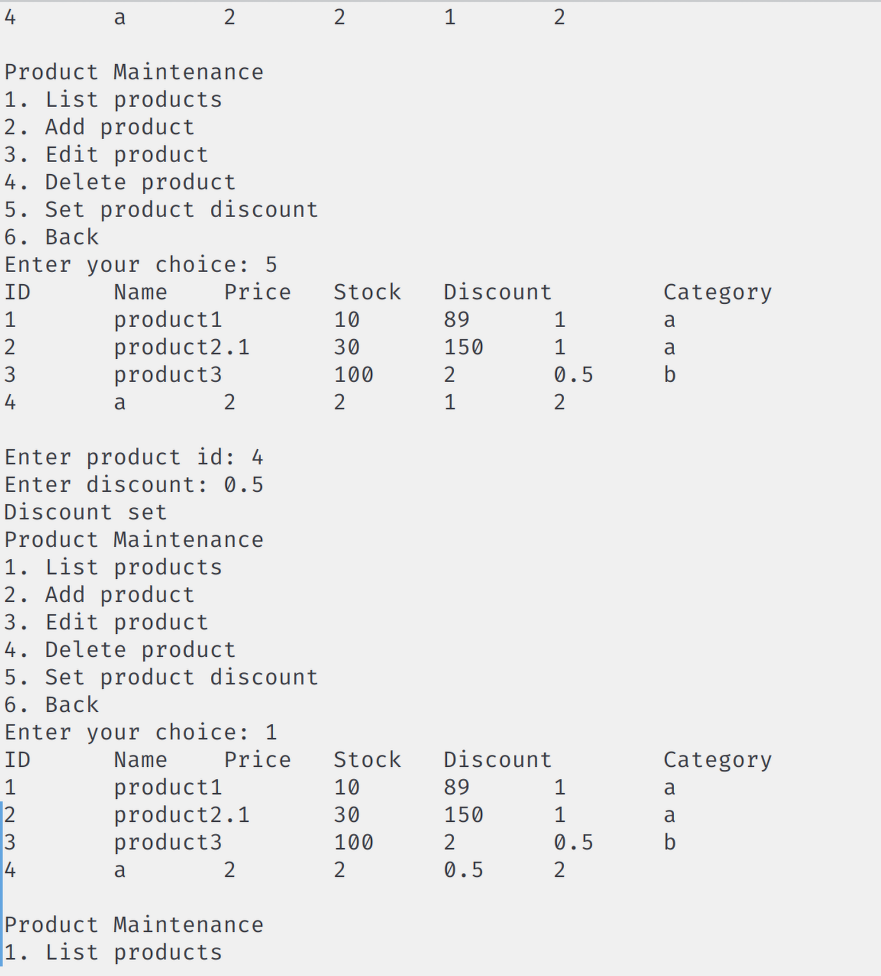 4 a 2 2 1 2
Product Maintenance
1. List products
2. Add product
3. Edit product
4. Delete product
5. Set product discount
6. Back
Enter your choice: 5
ID Name Price Stock Discount Category
1 product1 10 89 1 a
2 product2.1 30 150 1 a
3 product3 100 2 0.5 b
4 a 2 2 1 2
Enter product id: 4
Enter discount: 0.5
Discount set
Product Maintenance
1. List products
2. Add product
3. Edit product
4. Delete product
5. Set product discount
6. Back
Enter your choice: 1
ID Name Price Stock Discount Category
1 product1 10 89 1 a
2 product2.1 30 150 1 a
3 product3 100 2 0.5 b
4 a 2 2 0.5 2
Product Maintenance
1. List products